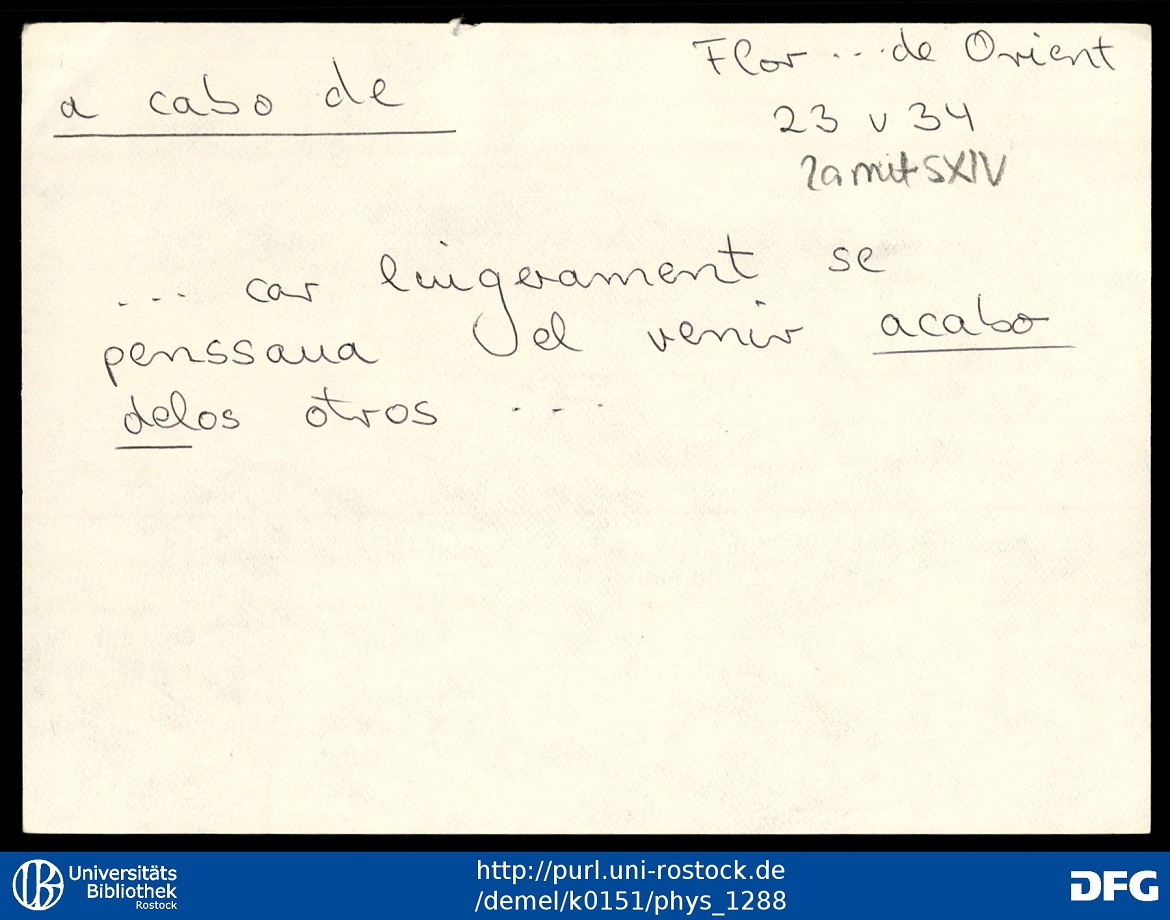 a cabo de
Flor ... de Orient
23 v 34
2a mit SXIV
... car leugerament se
penssaua el venir acabo
delos otros ...
Universitäts
Bibliothek
Rostock
http://purl.uni-rostock.de
/demel/k0151/phys_1288
DFG